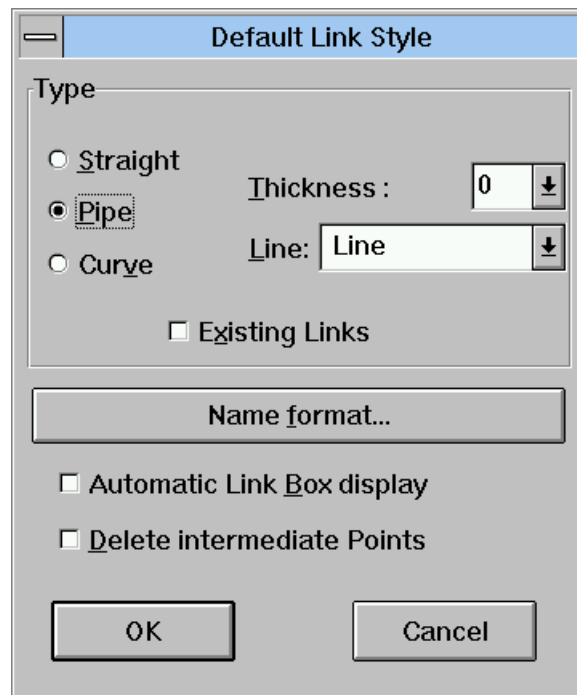 Default Link Style
Type
Straight
Pipe
Curve
Thickness :
0
Line:
Line
Existing Links
Name format...
Automatic Link Box display
Delete intermediate Points
OK
Cancel